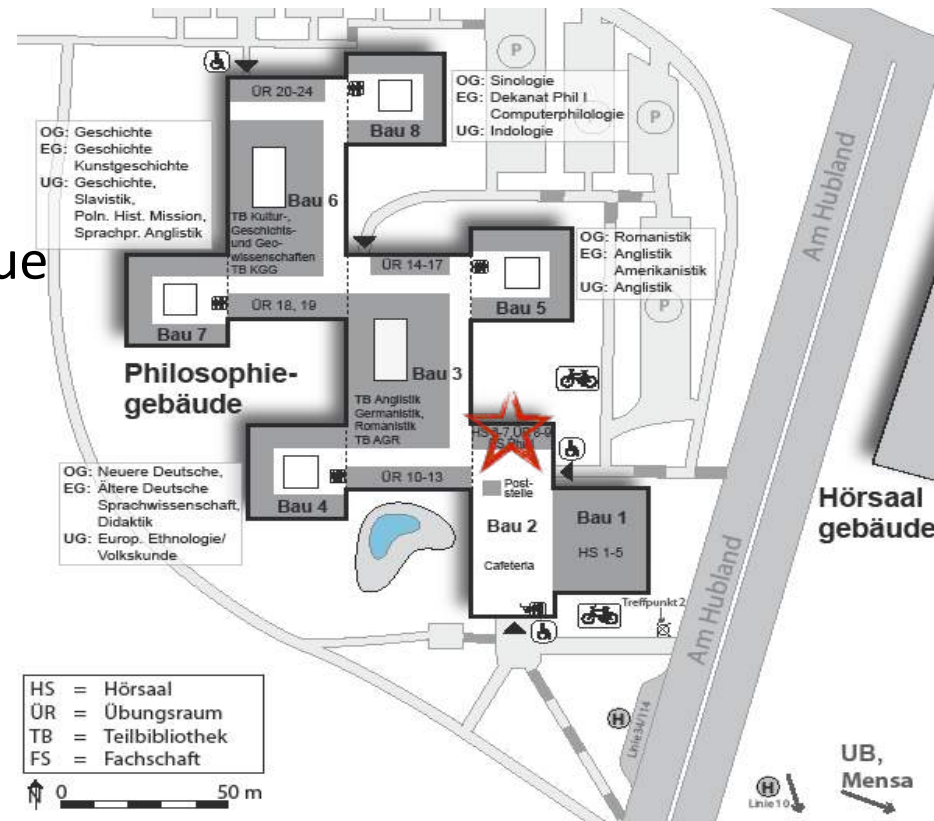 P
ÜR 20-24
Bau 8
OG: Sinologie
EG: Dekanat Phil I
Computerphilologie
UG: Indologie
P
P
OG: Geschichte
EG: Geschichte
Kunstgeschichte
UG: Geschichte,
Slavistik,
Poln. Hist. Mission,
Sprachpr. Anglistik
Bau 6
TB Kultur-,
Geschichts-
und Geo-
wissenschaften
TB KGG
Am Hubland
ue
ÜR 14-17
OG: Romanistik
EG: Anglistik
Amerikanistik
UG: Anglistik
ÜR 18, 19
Bau 5
P
Bau 7
Philosophie-
gebäude
Bau 3
TB Anglistik
Germanistik,
Romanistik
TB AGR
OG: Neuere Deutsche,
EG: Ältere Deutsche
Sprachwissenschaft,
Didaktik
UG: Europ. Ethnologie/
Volkskunde
ÜR 10-13
Bau 4
Post-
stelle
Bau 2
Cafeteria
Bau 1
HS 1-5
Hörsaal
gebäude
Treffpunkt 2
Am Hubland
HS = Hörsaal
ÜR = Übungsraum
TB = Teilbibliothek
FS = Fachschaft
0 50 m
H
Linie 34/114
H
Linie 10
UB,
Mensa